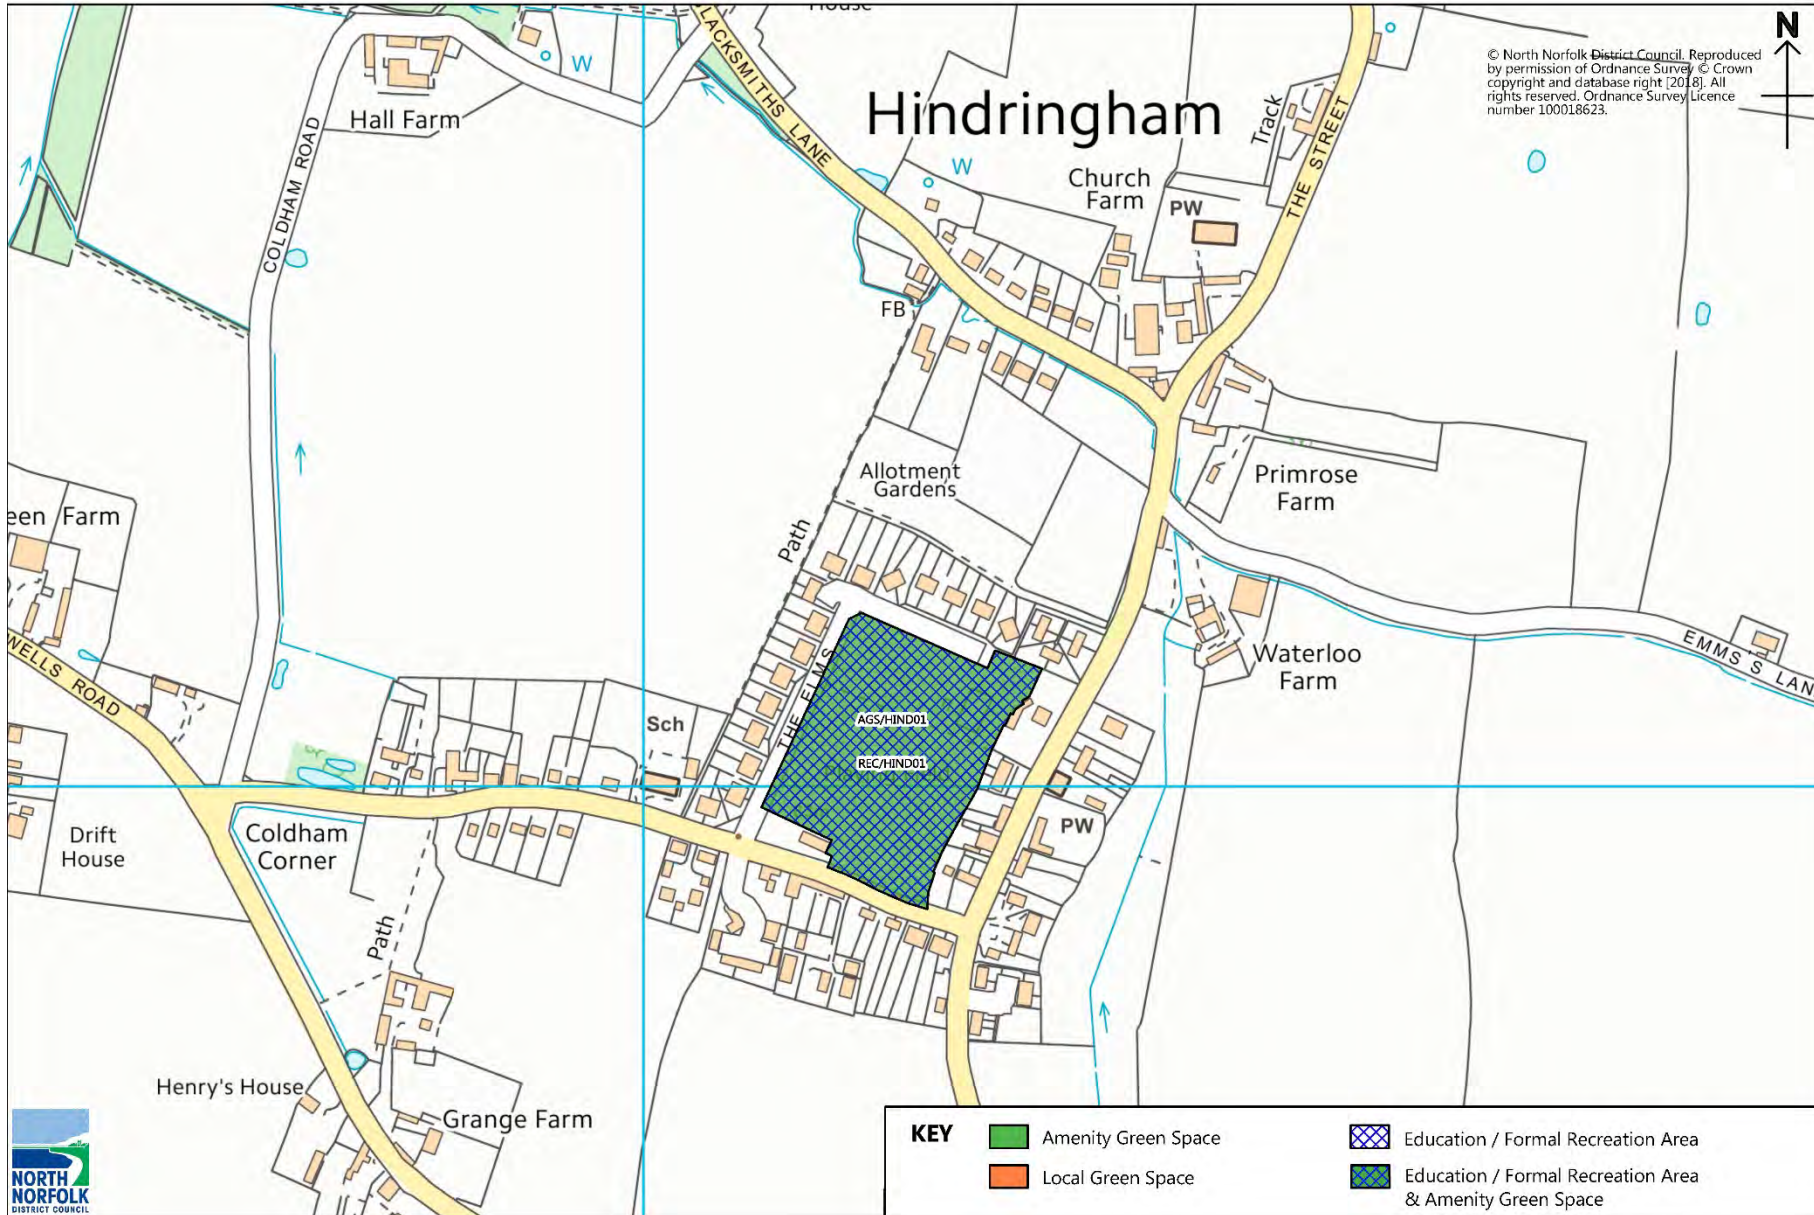 House
N
© North Norfolk District Council. Reproduced
by permission of Ordnance Survey © Crown
copyright and database right [2018]. All
rights reserved. Ordnance Survey Licence
number 100018623.
W
LACKSMITHS LANE
Hall Farm
Hindringham
Track
THE STREET
COLDHAM ROAD
W
Church
Farm
PW
FB
Allotment
Gardens
Primrose
Farm
een Farm
Path
EMMS'S LAN
Waterloo
Farm
WELLS ROAD
THE ELMS
Sch
AGS/HIND01
REC/HIND01
Drift
House
Coldham
Corner
PW
Path
Henry's House
Grange Farm
NORTH
NORFOLK
DISTRICT COUNCIL
KEY
Amenity Green Space
Local Green Space
Education / Formal Recreation Area
Education / Formal Recreation Area
& Amenity Green Space